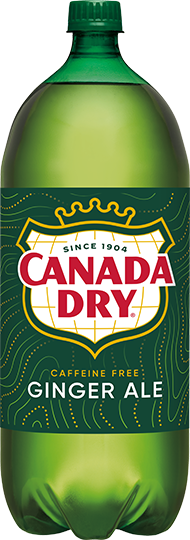 SINCE 1904
CANADA
DRY®
CAFFEINE FREE
GINGER ALE